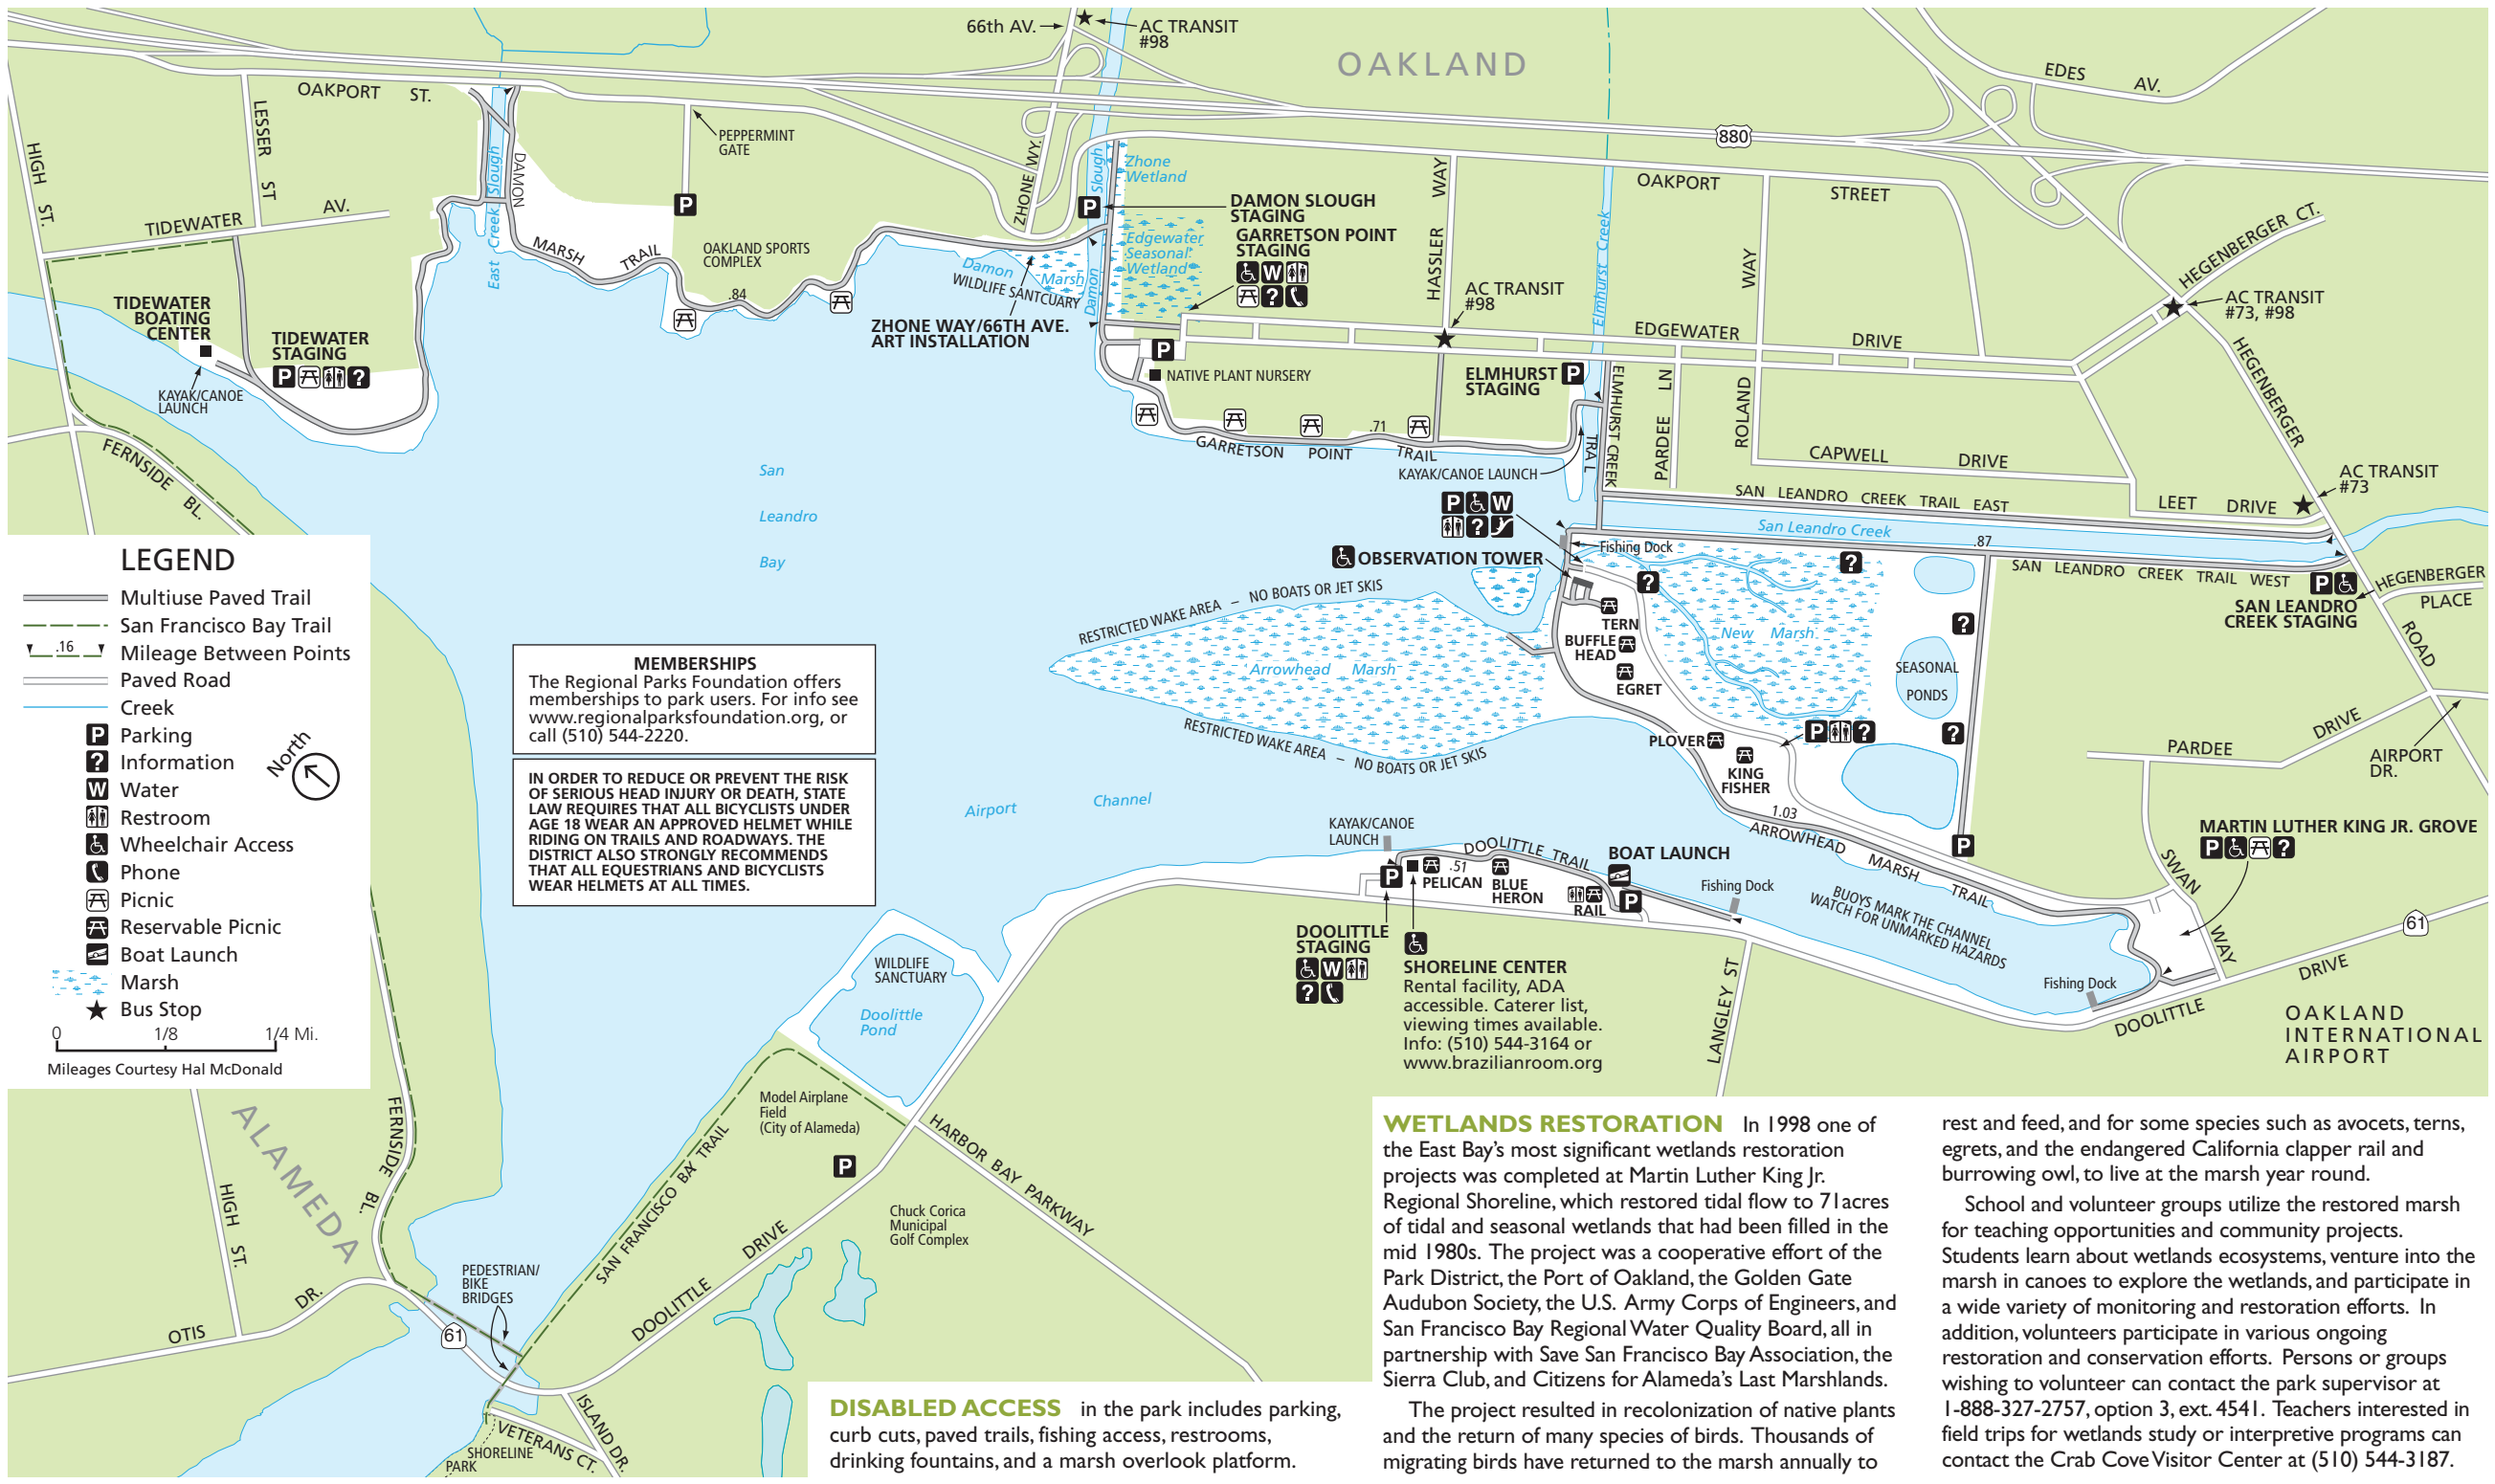 66th AV.
AC TRANSIT
#98
OAKLAND
EDES AV.
OAKPORT ST.
LESSER ST
HIGH ST.
TIDEWATER AV.
East Creek Slough
DAMON MARSH TRAIL
PEPPERMINT
GATE
OAKLAND SPORTS
COMPLEX
.84
ZHONE WY.
Damon Slough
Zhone
Wetland
Edgewater
Seasonal
Wetland
DAMON SLOUGH
STAGING
GARRETSON POINT
STAGING
Damon Marsh
WILDLIFE SANTCUARY
ZHONE WAY/66TH AVE.
ART INSTALLATION
880
HASSLER WAY
OAKPORT STREET
Elmhurst Creek
ROLAND WAY
HEGENBERGER CT.
AC TRANSIT
#98
AC TRANSIT
#73, #98
EDGEWATER DRIVE
HEGENBERGER ROAD
TIDEWATER
BOATING
CENTER
TIDEWATER
STAGING
KAYAK/CANOE
LAUNCH
FERNSIDE BL.
NATIVE PLANT NURSERY
ELMHURST
STAGING
ELMHURST CREEK TRA L
PARDEE LN
CAPWELL DRIVE
.71
GARRETSON POINT TRAIL
KAYAK/CANOE LAUNCH
AC TRANSIT
#73
LEET DRIVE
SAN LEANDRO CREEK TRAIL EAST
San Leandro Creek
.87
SAN LEANDRO CREEK TRAIL WEST
HEGENBERGER
PLACE
SAN LEANDRO
CREEK STAGING
San
Leandro
Bay
Fishing Dock
OBSERVATION TOWER
RESTRICTED WAKE AREA – NO BOATS OR JET SKIS
Arrowhead Marsh
RESTRICTED WAKE AREA – NO BOATS OR JET SKIS
TERN
BUFFLE
HEAD
EGRET
New Marsh
SEASONAL
PONDS
PLOVER
KING
FISHER
1.03
ARROWHEAD MARSH TRAIL
PARDEE DRIVE
AIRPORT
DR.
MARTIN LUTHER KING JR. GROVE
SWAN WAY
61
DOOLITTLE DRIVE
OAKLAND
INTERNATIONAL
AIRPORT
Airport Channel
KAYAK/CANOE
LAUNCH
DOOLITTLE TRAIL
.51
PELICAN
BLUE
HERON
RAIL
BOAT LAUNCH
Fishing Dock
BUOYS MARK THE CHANNEL
WATCH FOR UNMARKED HAZARDS
Fishing Dock
DOOLITTLE
STAGING
SHORELINE CENTER
Rental facility, ADA
accessible. Caterer list,
viewing times available.
Info: (510) 544-3164 or
www.brazilianroom.org
LANGLEY ST
LEGEND
Multiuse Paved Trail
San Francisco Bay Trail
.16 Mileage Between Points
Paved Road
Creek
P Parking
? Information
W Water
Restroom
Wheelchair Access
Phone
Picnic
Reservable Picnic
Boat Launch
Marsh
Bus Stop
North
0 1/8 1/4 Mi.
Mileages Courtesy Hal McDonald
MEMBERSHIPS
The Regional Parks Foundation offers
memberships to park users. For info see
www.regionalparksfoundation.org, or
call (510) 544-2220.
IN ORDER TO REDUCE OR PREVENT THE RISK
OF SERIOUS HEAD INJURY OR DEATH, STATE
LAW REQUIRES THAT ALL BICYCLISTS UNDER
AGE 18 WEAR AN APPROVED HELMET WHILE
RIDING ON TRAILS AND ROADWAYS. THE
DISTRICT ALSO STRONGLY RECOMMENDS
THAT ALL EQUESTRIANS AND BICYCLISTS
WEAR HELMETS AT ALL TIMES.
WILDLIFE
SANCTUARY
Doolittle
Pond
Model Airplane
Field
(City of Alameda)
HARBOR BAY PARKWAY
Chuck Corica
Municipal
Golf Complex
SAN FRANCISCO BAY TRAIL
DOOLITTLE DRIVE
ALAMEDA
FERNSIDE BL.
HIGH ST.
OTIS DR.
PEDESTRIAN/
BIKE
BRIDGES
61
ISLAND DR.
VETERANS CT.
SHORELINE
PARK
DISABLED ACCESS in the park includes parking,
curb cuts, paved trails, fishing access, restrooms,
drinking fountains, and a marsh overlook platform.
WETLANDS RESTORATION In 1998 one of
the East Bay’s most significant wetlands restoration
projects was completed at Martin Luther King Jr.
Regional Shoreline, which restored tidal flow to 71acres
of tidal and seasonal wetlands that had been filled in the
mid 1980s. The project was a cooperative effort of the
Park District, the Port of Oakland, the Golden Gate
Audubon Society, the U.S. Army Corps of Engineers, and
San Francisco Bay Regional Water Quality Board, all in
partnership with Save San Francisco Bay Association, the
Sierra Club, and Citizens for Alameda’s Last Marshlands.
The project resulted in recolonization of native plants
and the return of many species of birds. Thousands of
migrating birds have returned to the marsh annually to
rest and feed, and for some species such as avocets, terns,
egrets, and the endangered California clapper rail and
burrowing owl, to live at the marsh year round.
School and volunteer groups utilize the restored marsh
for teaching opportunities and community projects.
Students learn about wetlands ecosystems, venture into the
marsh in canoes to explore the wetlands, and participate in
a wide variety of monitoring and restoration efforts. In
addition, volunteers participate in various ongoing
restoration and conservation efforts. Persons or groups
wishing to volunteer can contact the park supervisor at
1-888-327-2757, option 3, ext. 4541. Teachers interested in
field trips for wetlands study or interpretive programs can
contact the Crab Cove Visitor Center at (510) 544-3187.